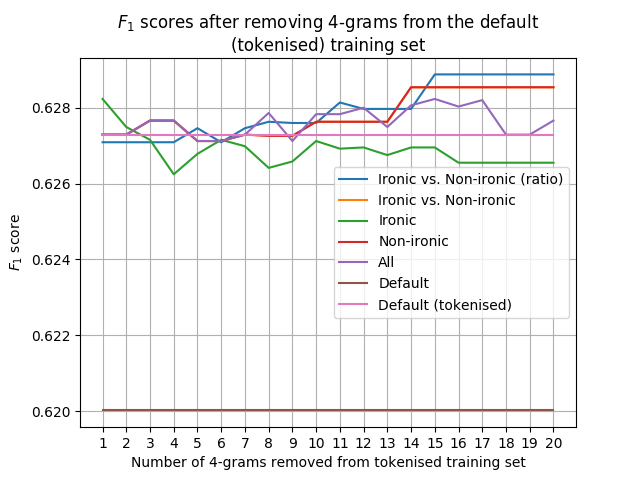 F1 scores after removing 4-grams from the default
(tokenised) training set
F1 score
0.628
0.626
0.624
0.622
0.620
Ironic vs. Non-ironic (ratio)
Ironic vs. Non-ironic
Ironic
Non-ironic
All
Default
Default (tokenised)
1 2 3 4 5 6 7 8 9 10 11 12 13 14 15 16 17 18 19 20
Number of 4-grams removed from tokenised training set